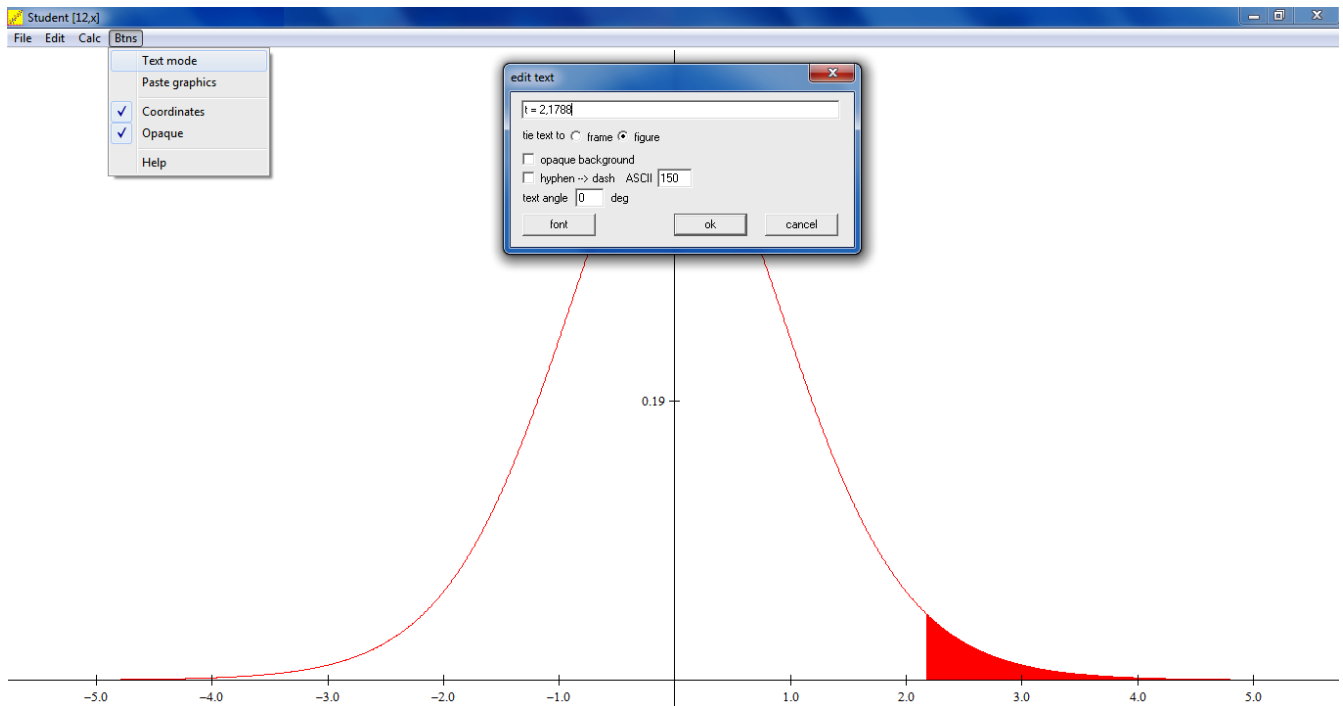 Student [12,x]
File Edit Calc Btns
Text mode
Paste graphics
Coordinates
Opaque
Help
edit text
t = 2,1788
tie text to frame figure
opaque background
hyphen --> dash ASCII 150
text angle 0 deg
font ok cancel
0.19
−5.0 −4.0 −3.0 −2.0 −1.0 1.0 2.0 3.0 4.0 5.0